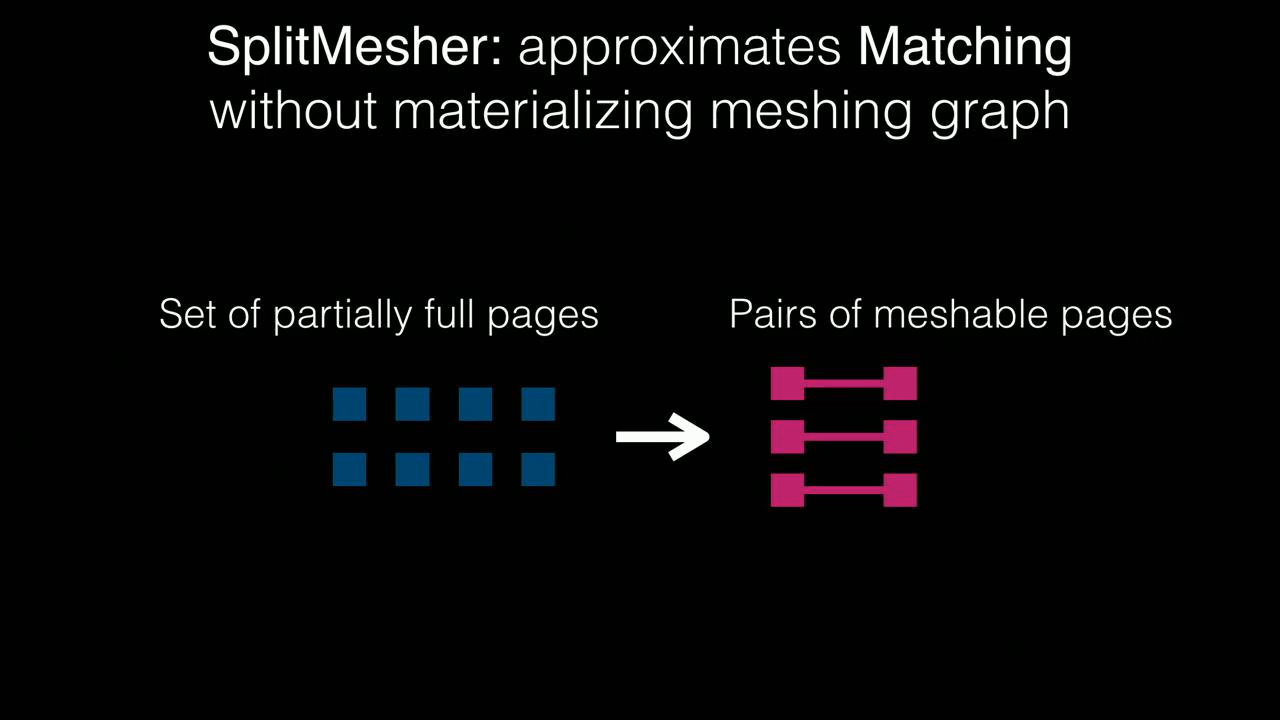 SplitMesher: approximates Matching
without materializing meshing graph
Set of partially full pages
Pairs of meshable pages